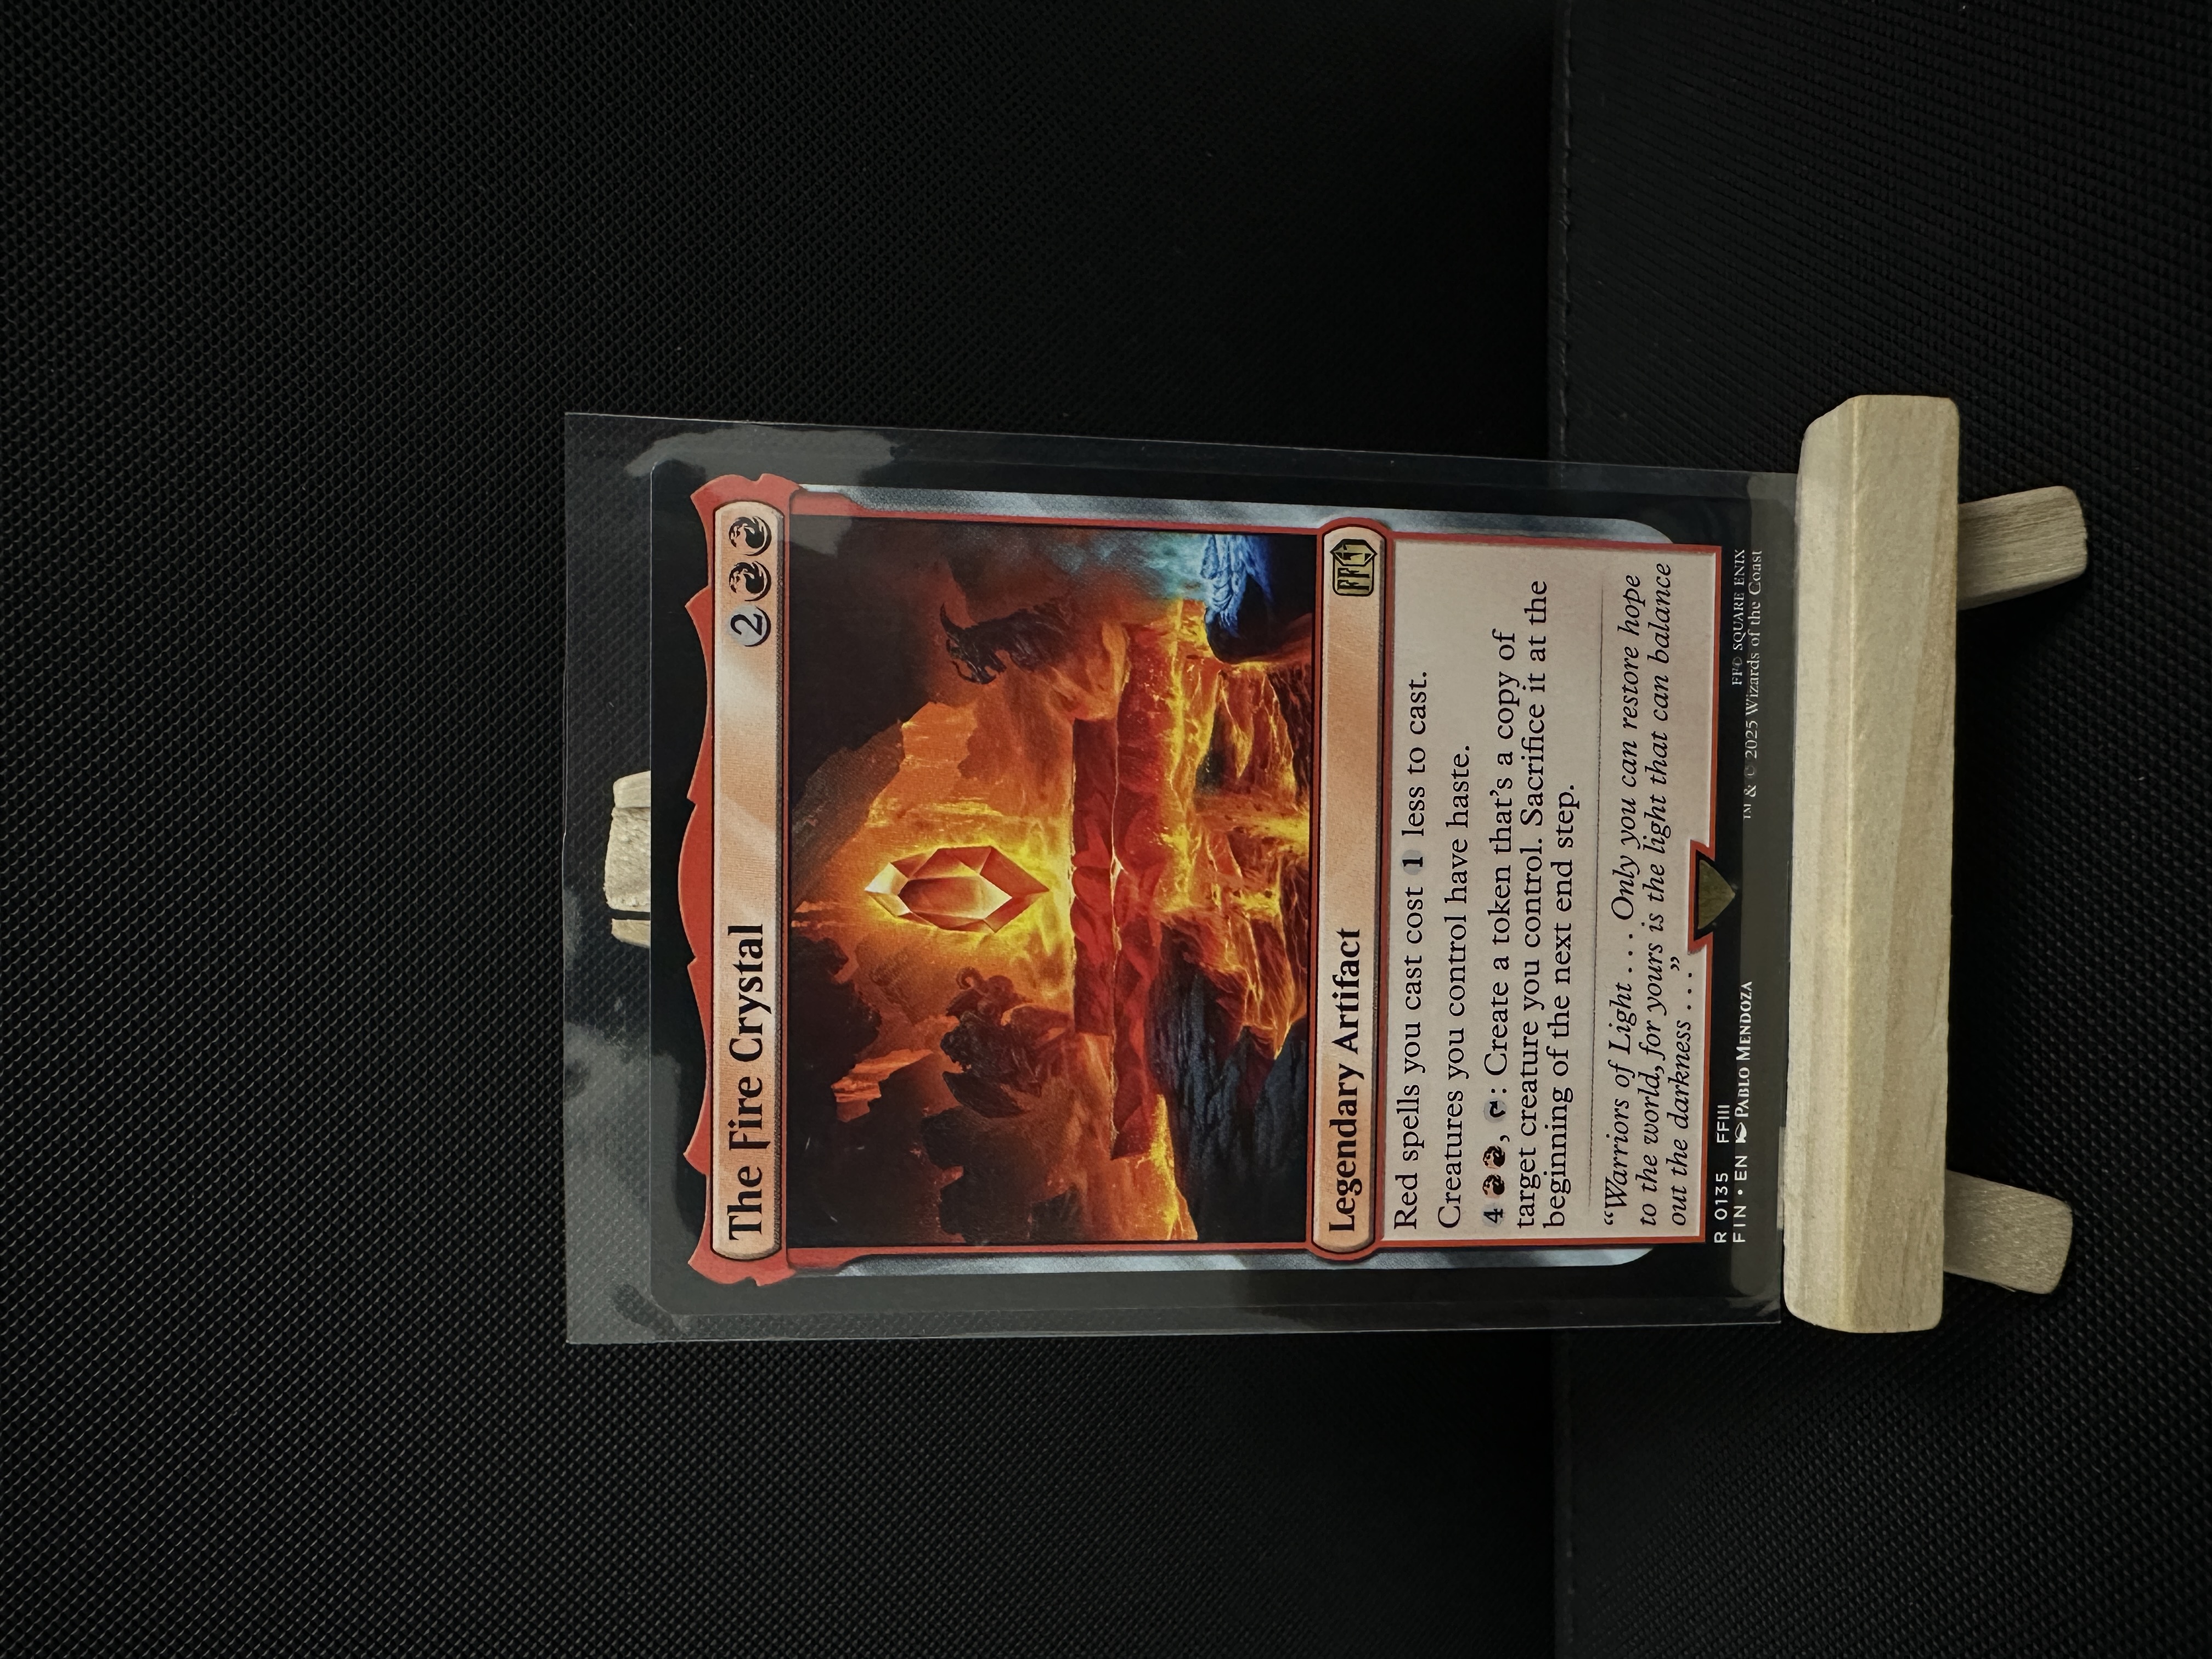 The Fire Crystal 2
FF
Legendary Artifact
Red spells you cast cost 1 less to cast.
Creatures you control have haste.
4 , : Create a token that's a copy of
target creature you control. Sacrifice it at the
beginning of the next end step.
“Warriors of Light . . . Only you can restore hope
to the world, for yours is the light that can balance
out the darkness . . .”
R 0135 FFIII
FIN • EN PABLO MENDOZA
FF© SQUARE ENIX
™ & © 2025 Wizards of the Coast